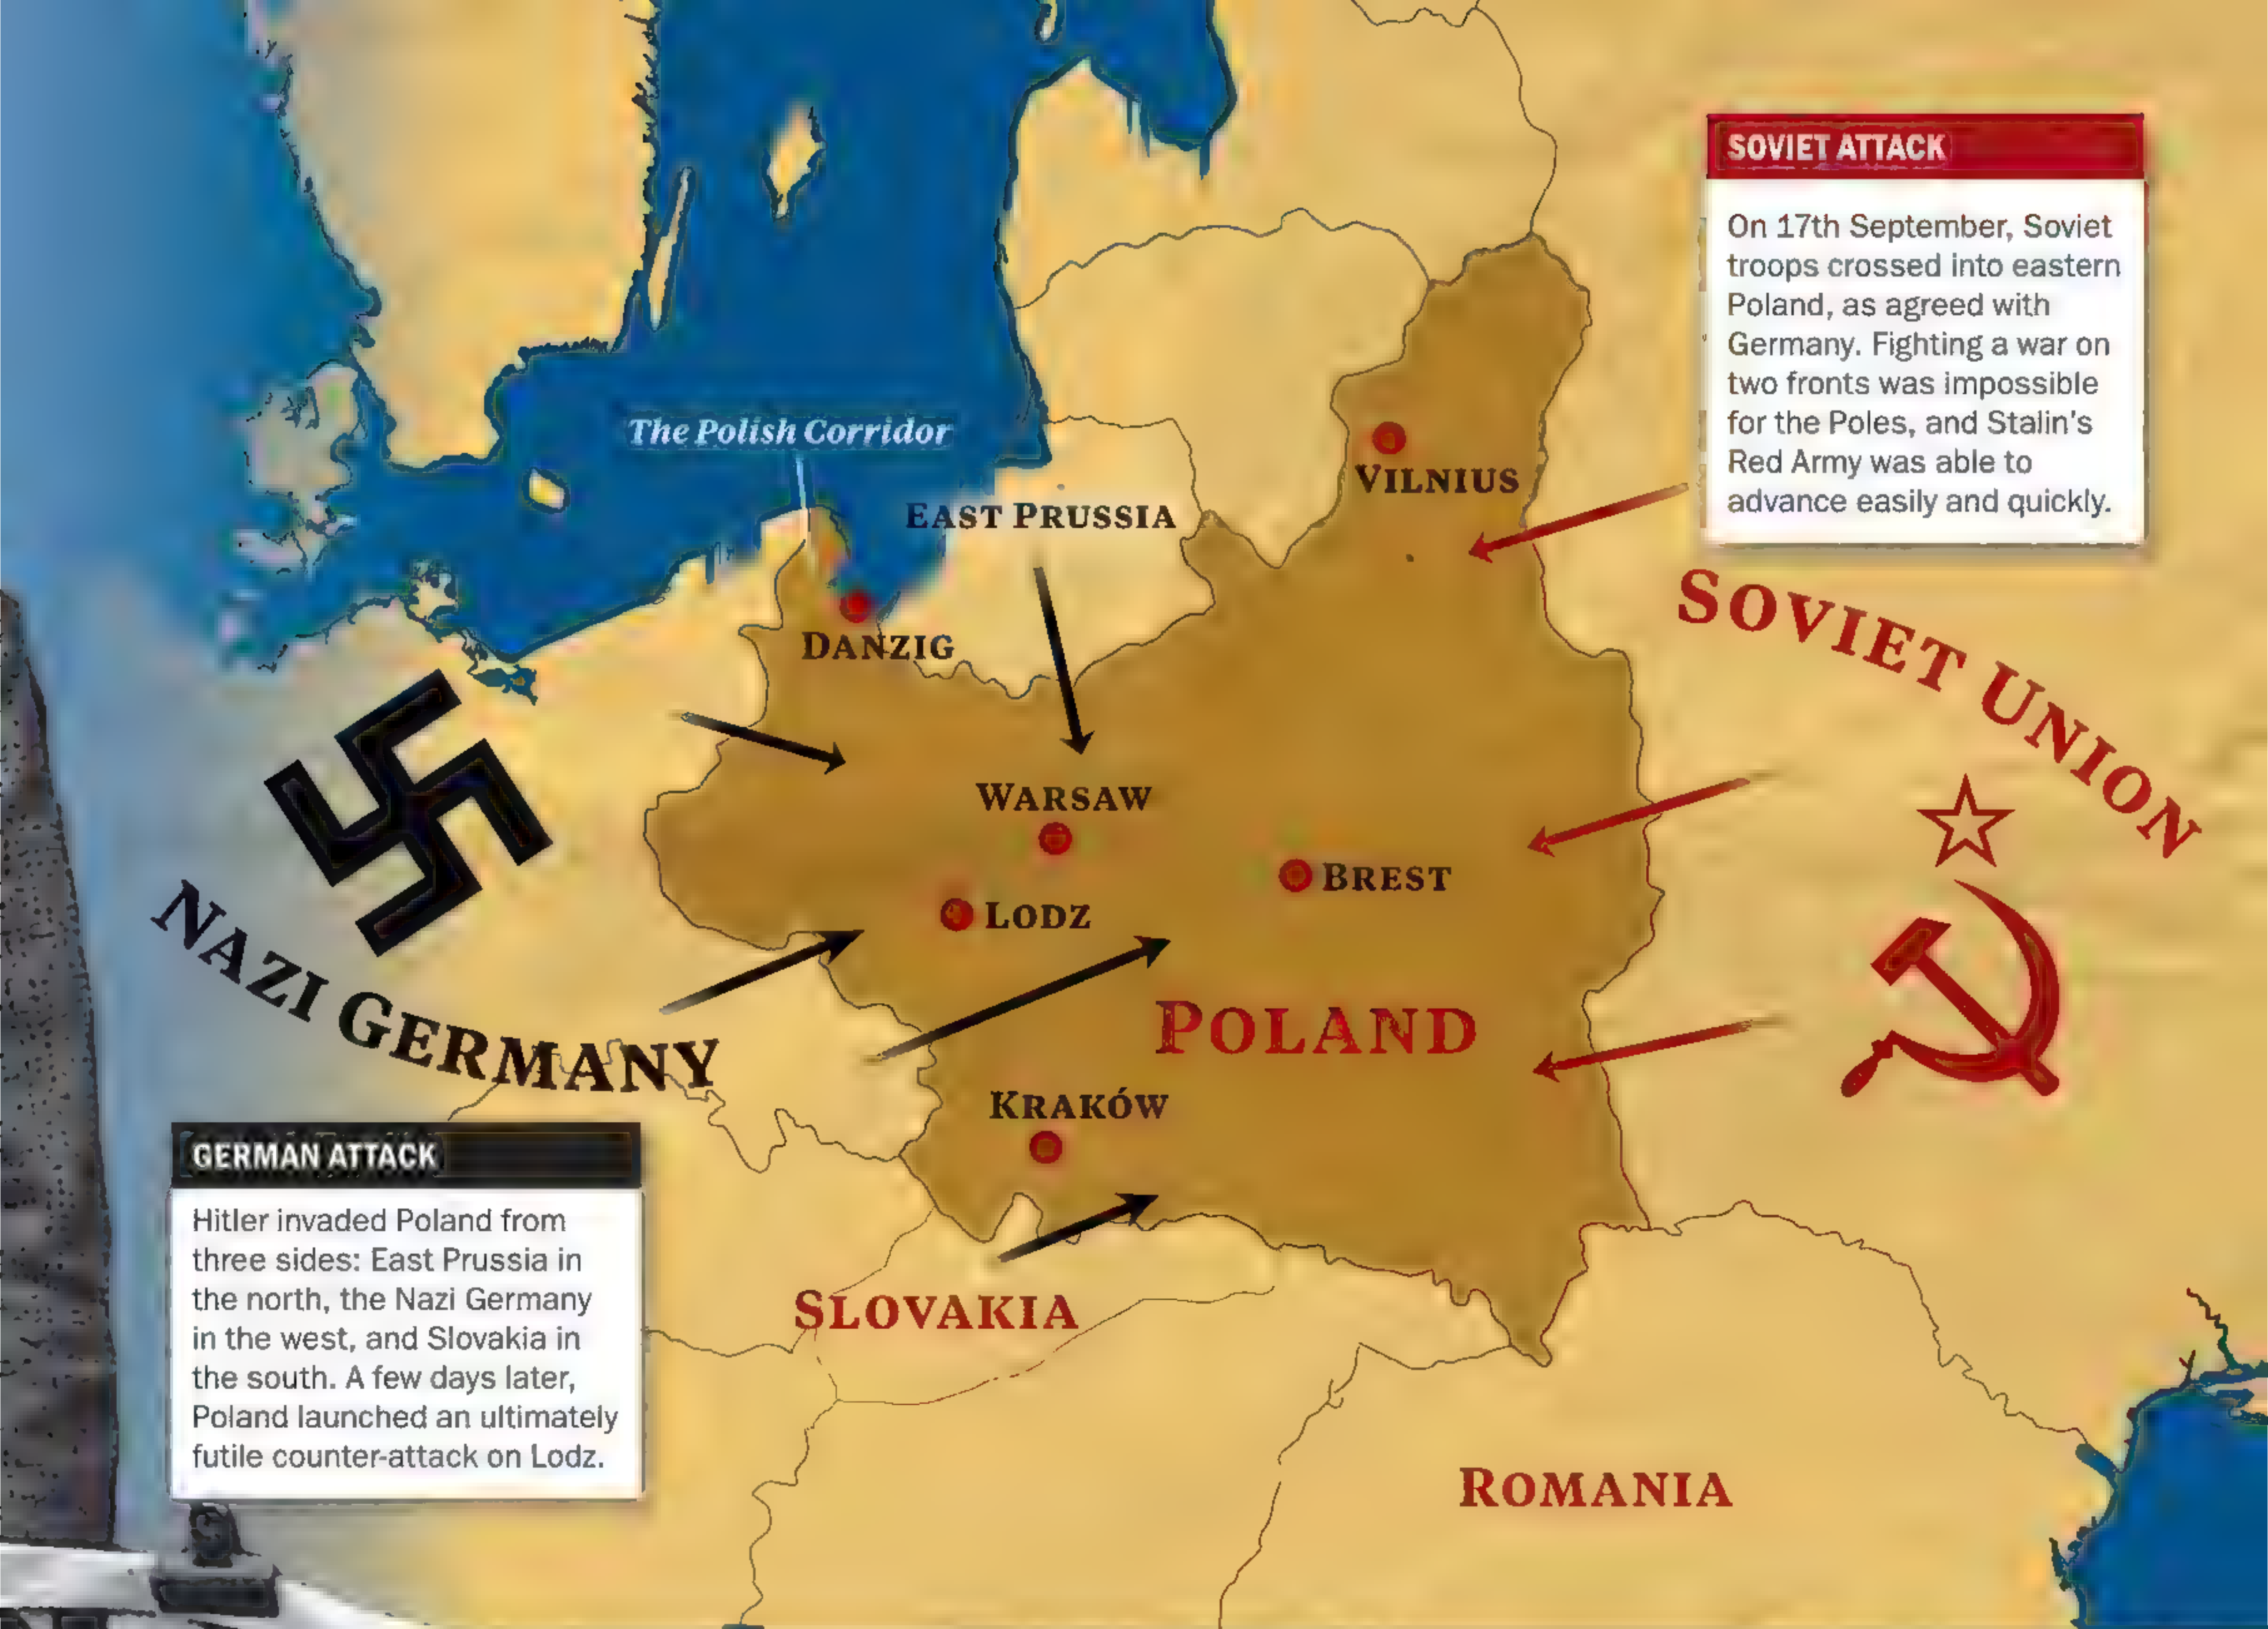 SOVIET ATTACK
On 17th September, Soviet
troops crossed into eastern
Poland, as agreed with
Germany. Fighting a war on
two fronts was impossible
for the Poles, and Stalin's
Red Army was able to
advance easily and quickly.
The Polish Corridor
EAST PRUSSIA
VILNIUS
DANZIG
SOVIET UNION
WARSAW
BREST
LODZ
NAZI GERMANY
POLAND
KRAKÓW
GERMAN ATTACK
Hitler invaded Poland from
three sides: East Prussia in
the north, the Nazi Germany
in the west, and Slovakia in
the south. A few days later,
Poland launched an ultimately
futile counter-attack on Lodz.
SLOVAKIA
ROMANIA